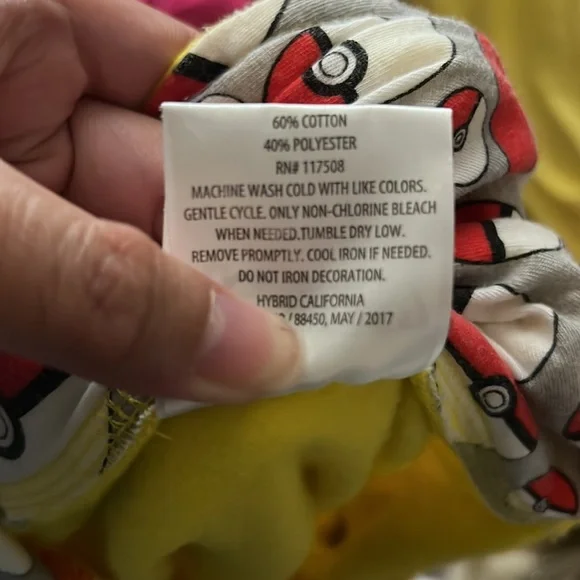 60% COTTON
40% POLYESTER
RN# 117508
MACHINE WASH COLD WITH LIKE COLORS.
GENTLE CYCLE. ONLY NON-CHLORINE BLEACH
WHEN NEEDED.TUMBLE DRY LOW.
REMOVE PROMPTLY. COOL IRON IF NEEDED.
DO NOT IRON DECORATION.
HYBRID CALIFORNIA
/ 88450, MAY / 2017